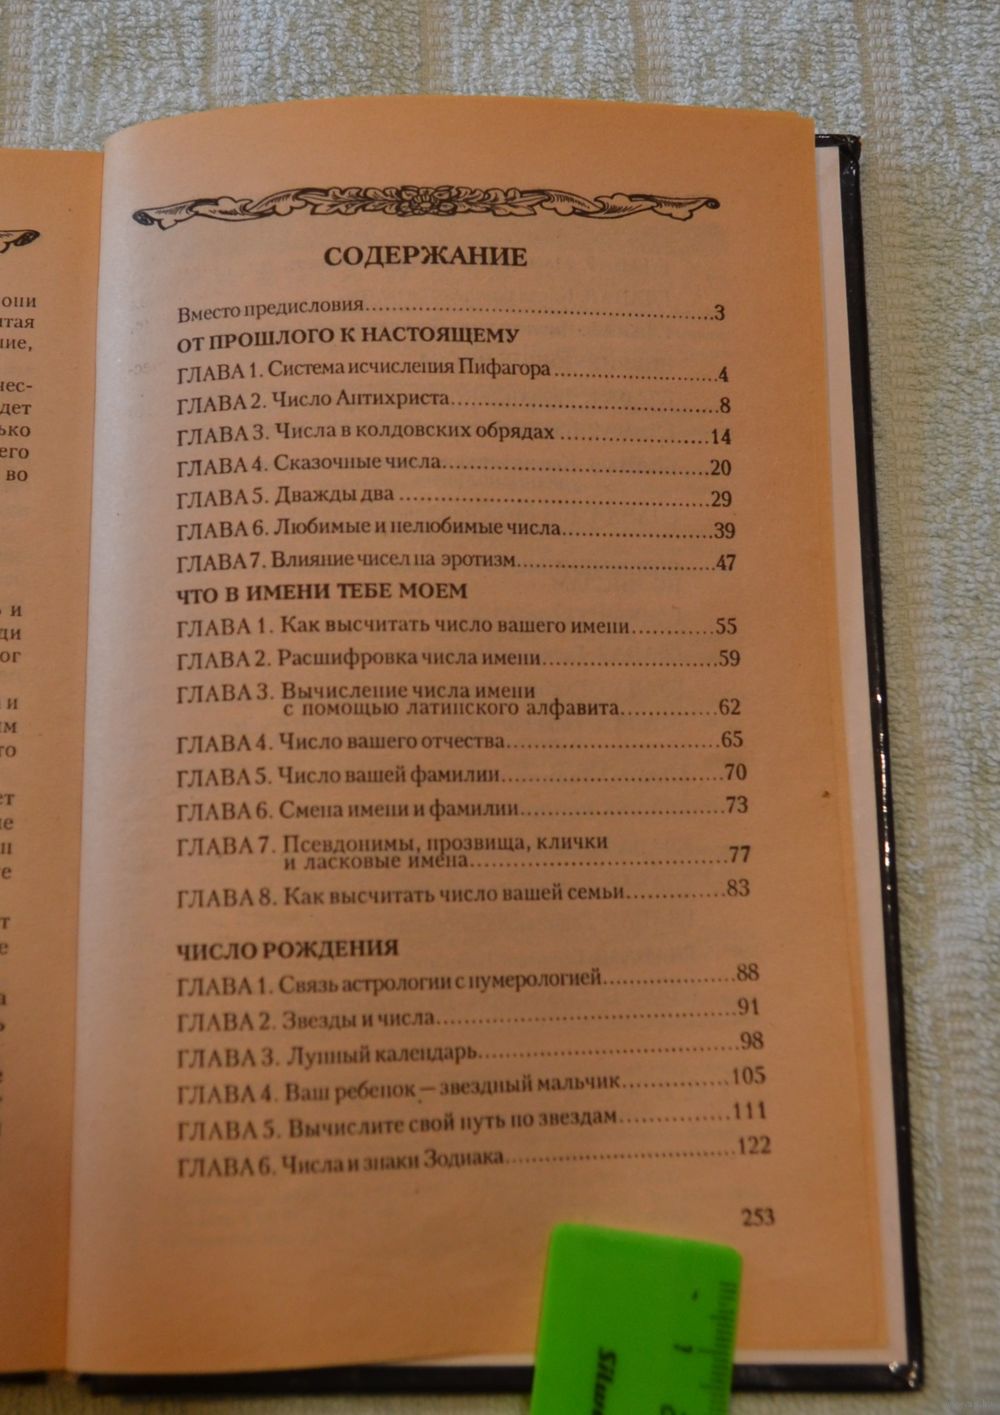 они
ние,
чес-
дет
его
во
и
и
СОДЕРЖАНИЕ
Вместо предисловия............3
ОТ ПРОШЛОГО К НАСТОЯЩЕМУ
ГЛАВА 1. Система исчисления Пифагора............4
ГЛАВА 2. Число Антихриста............8
ГЛАВА 3. Числа в колдовских обрядах............14
ГЛАВА 4. Сказочные числа............20
ГЛАВА 5. Дважды два............29
ГЛАВА 6. Любимые и нелюбимые числа............39
ГЛАВА 7. Влияние чисел на эротизм............47
ЧТО В ИМЕНИ ТЕБЕ МОЕМ
ГЛАВА 1. Как высчитать число вашего имени............55
ГЛАВА 2. Расшифровка числа имени............59
ГЛАВА 3. Вычисление числа имени
с помощью латинского алфавита............62
ГЛАВА 4. Число вашего отчества............65
ГЛАВА 5. Число вашей фамилии............70
ГЛАВА 6. Смена имени и фамилии............73
ГЛАВА 7. Псевдонимы, прозвища, клички
и ласковые имена............77
ГЛАВА 8. Как высчитать число вашей семьи............83
ЧИСЛО РОЖДЕНИЯ
ГЛАВА 1. Связь астрологии с нумерологией............88
ГЛАВА 2. Звезды и числа............91
ГЛАВА 3. Лунный календарь............98
ГЛАВА 4. Ваш ребенок — звездный мальчик............105
ГЛАВА 5. Вычислите свой путь по звездам............111
ГЛАВА 6. Числа и знаки Зодиака............122
253